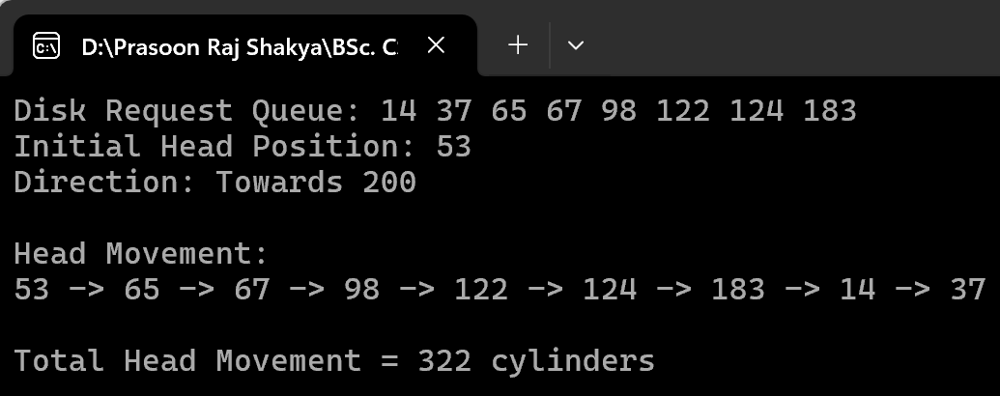 D:\Prasoon Raj Shakya\BSc. C
Disk Request Queue: 14 37 65 67 98 122 124 183
Initial Head Position: 53
Direction: Towards 200
Head Movement:
53 -> 65 -> 67 -> 98 -> 122 -> 124 -> 183 -> 14 -> 37
Total Head Movement = 322 cylinders